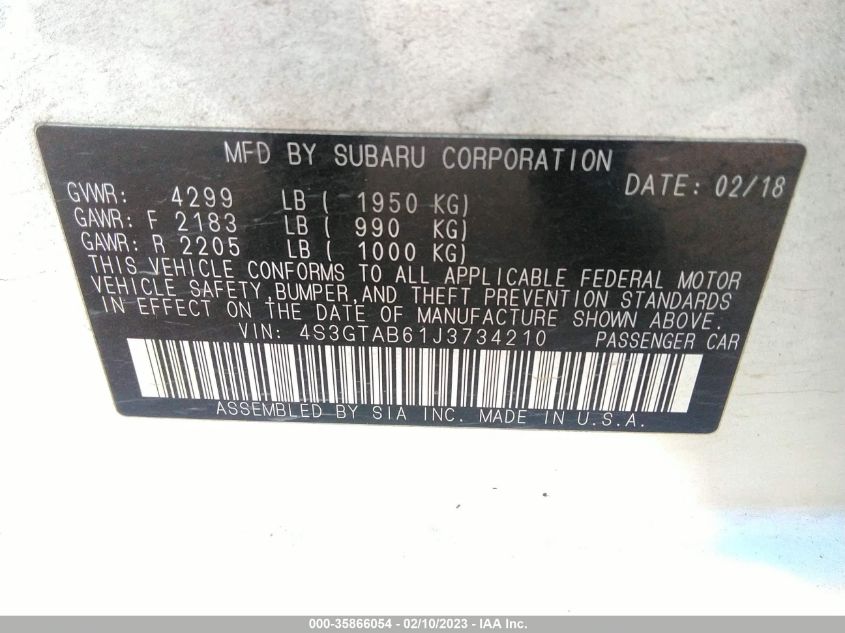 MFD BY SUBARU CORPORATION
DATE: 02/18
GVWR: 4299 LB ( 1950 KG)
GAWR: F 2183 LB ( 990 KG)
GAWR: R 2205 LB ( 1000 KG)
THIS VEHICLE CONFORMS TO ALL APPLICABLE FEDERAL MOTOR
VEHICLE SAFETY,BUMPER,AND THEFT PREVENTION STANDARDS
IN EFFECT ON THE DATE OF MANUFACTURE SHOWN ABOVE.
VIN: 4S3GTAB61J3734210 PASSENGER CAR
ASSEMBLED BY SIA INC. MADE IN U.S.A.
000-35866054 — 02/10/2023 — IAA Inc.